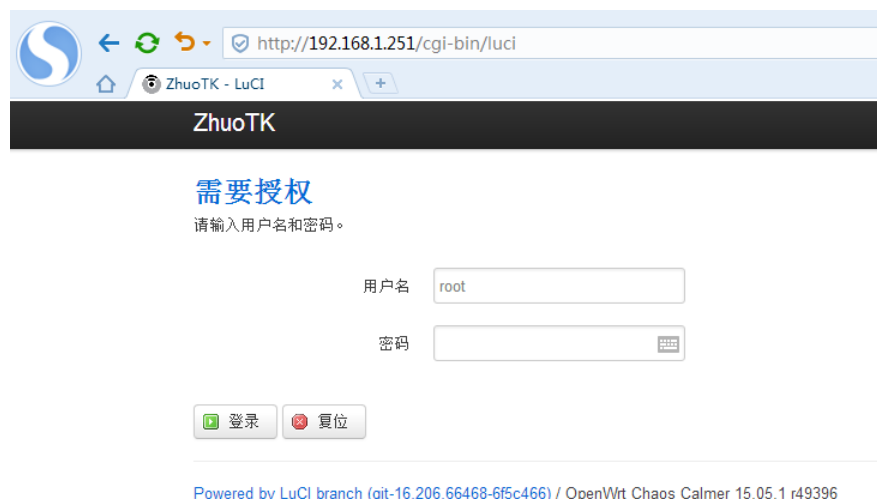 http://192.168.1.251/cgi-bin/luci
ZhuoTK - LuCI
ZhuoTK
需要授权
请输入用户名和密码。
用户名 root
密码
登录 复位
Powered by LuCI branch (git-16.206.66468-6f5c466) / OpenWrt Chaos Calmer 15.05.1 r49396